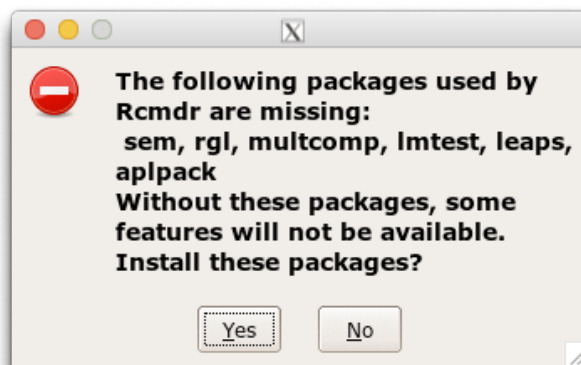 The following packages used by
Rcmdr are missing:
sem, rgl, multcomp, lmtest, leaps,
aplpack
Without these packages, some
features will not be available.
Install these packages?
Yes No